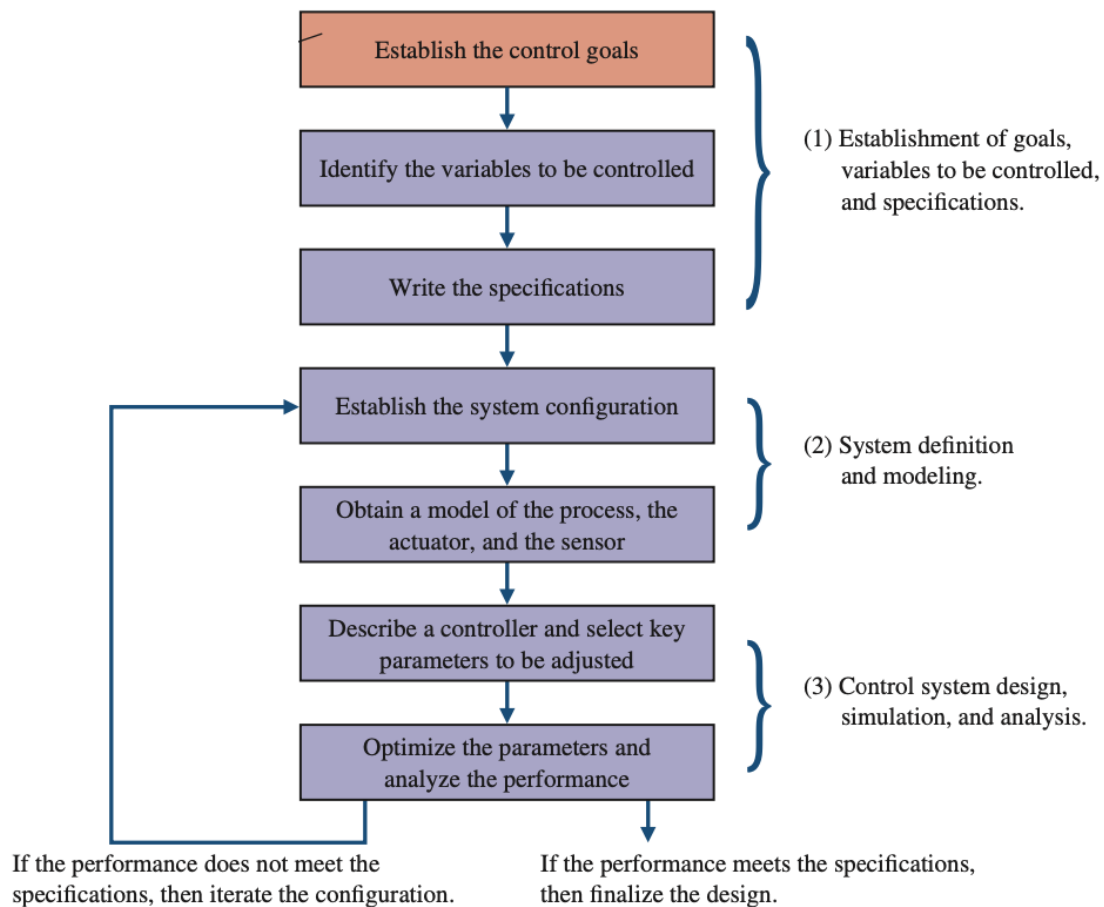 Establish the control goals
(1) Establishment of goals,
variables to be controlled,
and specifications.
Identify the variables to be controlled
Write the specifications
Establish the system configuration
(2) System definition
and modeling.
Obtain a model of the process, the
actuator, and the sensor
Describe a controller and select key
parameters to be adjusted
(3) Control system design,
simulation, and analysis.
Optimize the parameters and
analyze the performance
If the performance does not meet the
specifications, then iterate the configuration.
If the performance meets the specifications,
then finalize the design.